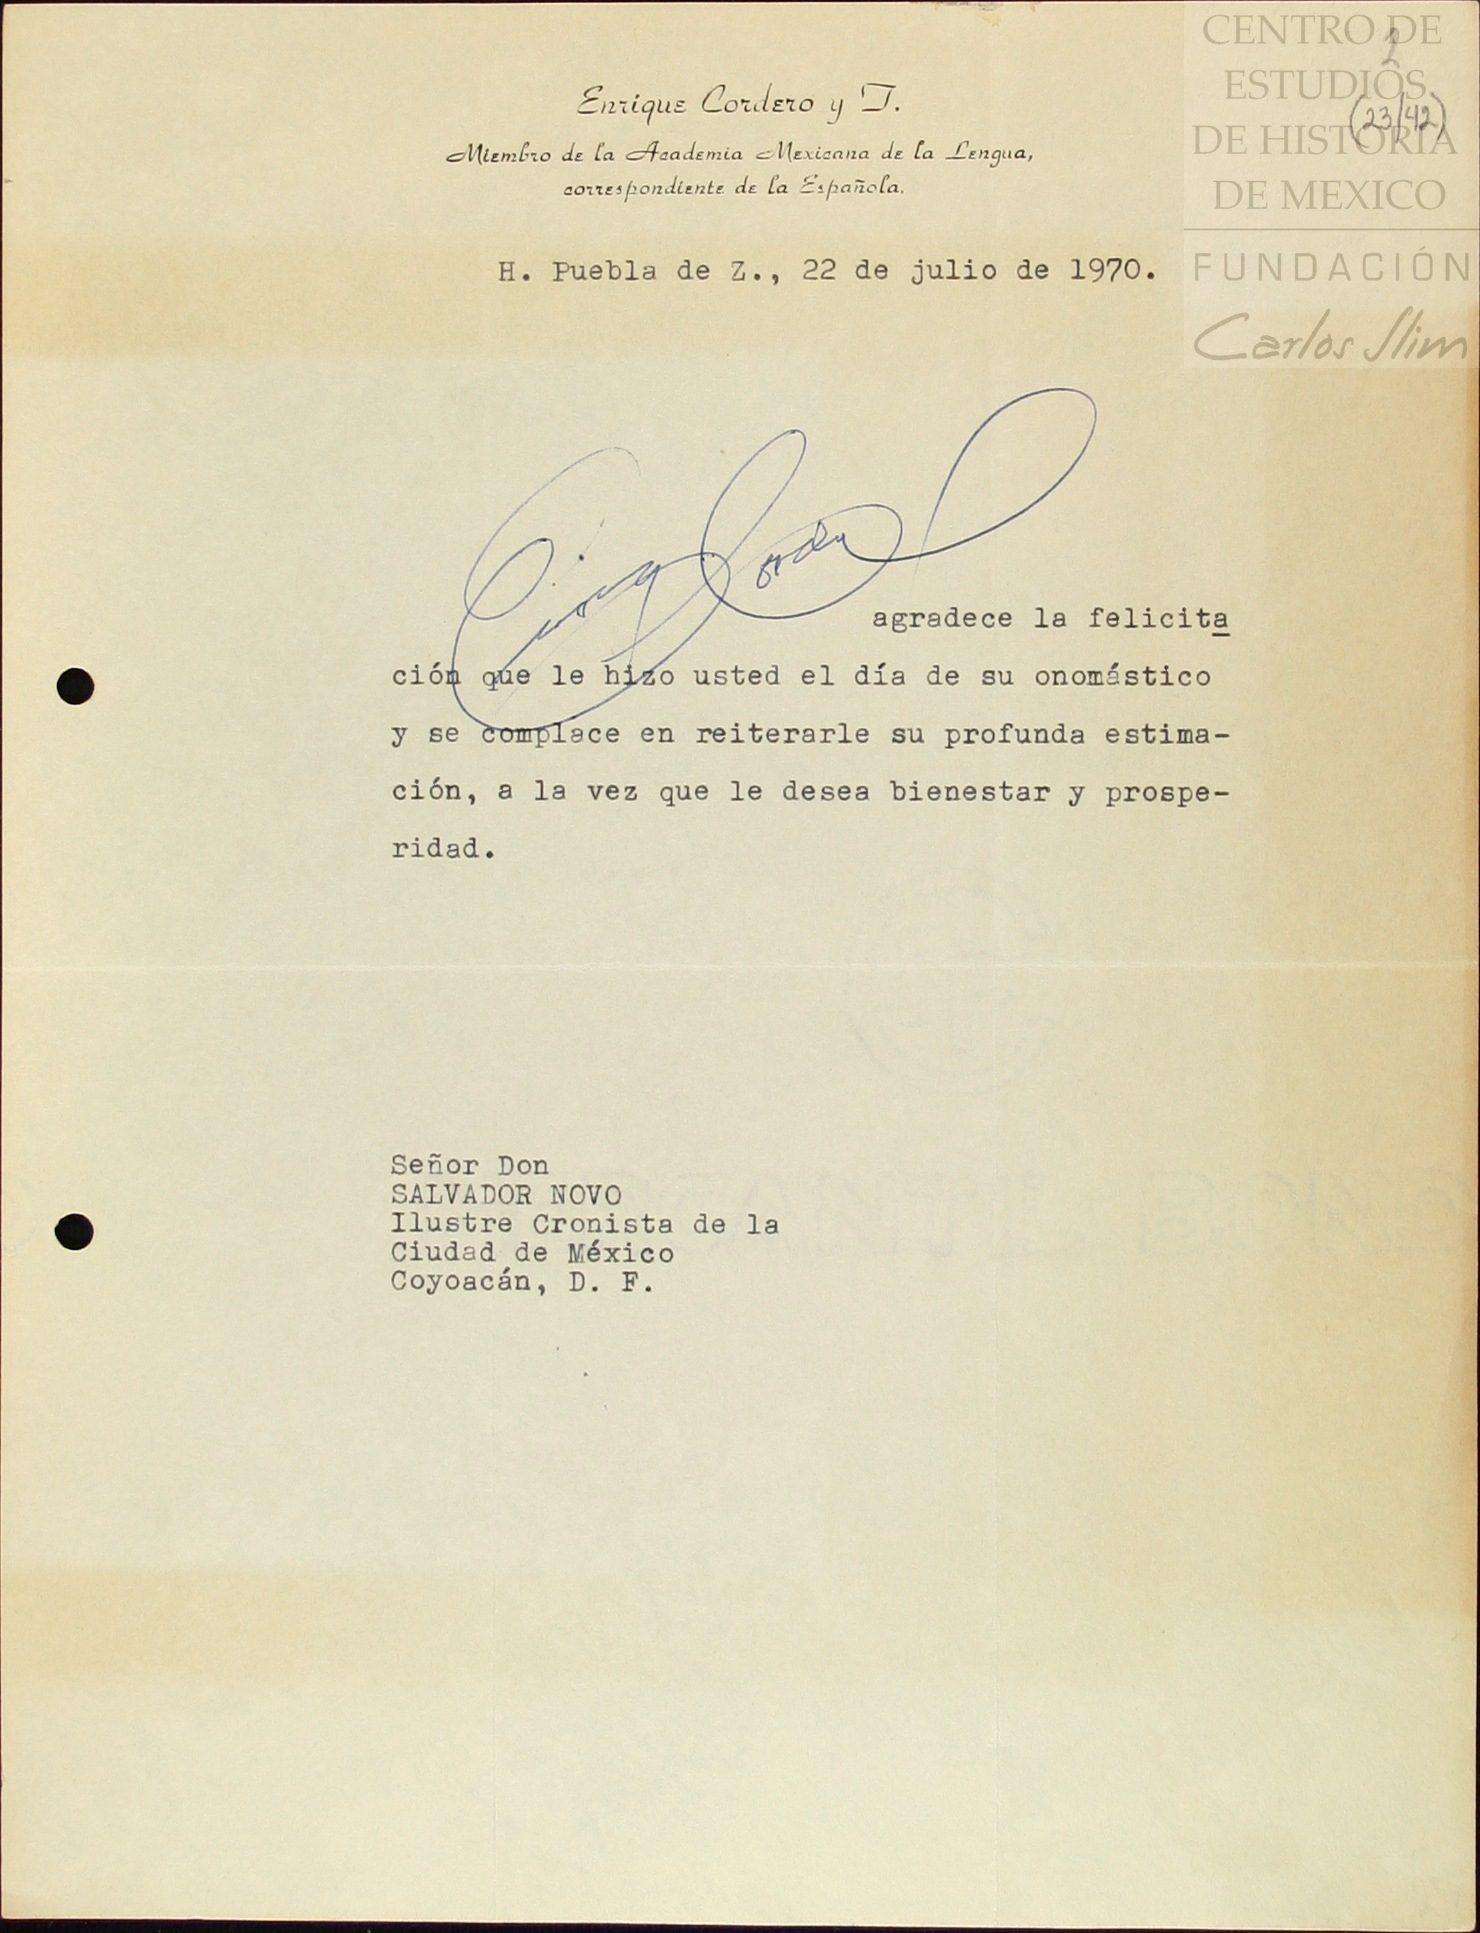 CENTRO DE
ESTUDIOS
DE HISTORIA
DE MEXICO
FUNDACIÓN
Carlos Slim
2
(23/42)
Enrique Cordero y T.
Miembro de la Academia Mexicana de la Lengua,
correspondiente de la Española.
H. Puebla de Z., 22 de julio de 1970.
agradece la felicita
ción que le hizo usted el día de su onomástico
y se complace en reiterarle su profunda estima-
ción, a la vez que le desea bienestar y prospe-
ridad.
Señor Don
SALVADOR NOVO
Ilustre Cronista de la
Ciudad de México
Coyoacán, D. F.